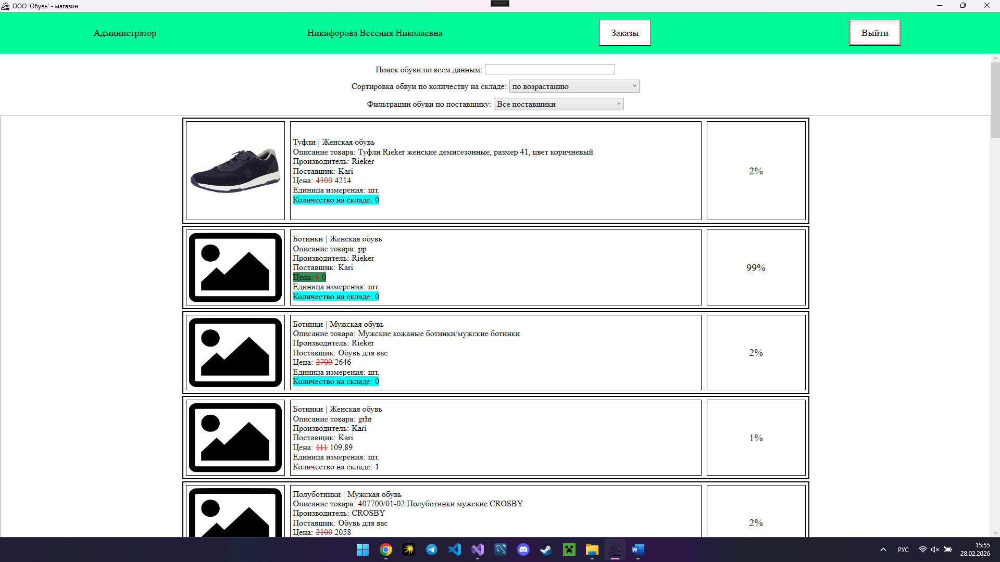 ООО 'Обувь' - магазин
Администратор
Никифорова Весения Николаевна
Заказы
Выйти
Поиск обуви по всем данным:
Сортировка обвуи по количеству на складе: по возрастанию
Фильтрации обуви по поставщику: Все поставщики
Туфли | Женская обувь
Описание товара: Туфли Rieker женские демисезонные, размер 41, цвет коричневый
Производитель: Rieker
Поставщик: Kari
Цена: 4300 4214
Единица измерения: шт.
Количество на складе: 0
2%
Ботинки | Женская обувь
Описание товара: pp
Производитель: Rieker
Поставщик: Kari
Цена: 0 0
Единица измерения: шт.
Количество на складе: 0
99%
Ботинки | Мужская обувь
Описание товара: Мужские кожаные ботинки/мужские ботинки
Производитель: Rieker
Поставщик: Обувь для вас
Цена: 2700 2646
Единица измерения: шт.
Количество на складе: 0
2%
Ботинки | Женская обувь
Описание товара: grhr
Производитель: Kari
Поставщик: Kari
Цена: 111 109,89
Единица измерения: шт.
Количество на складе: 1
1%
Полуботинки | Мужская обувь
Описание товара: 407700/01-02 Полуботинки мужские CROSBY
Производитель: CROSBY
Поставщик: Обувь для вас
Цена: 2100 2058
2%
РУС
15:55
28.02.2026